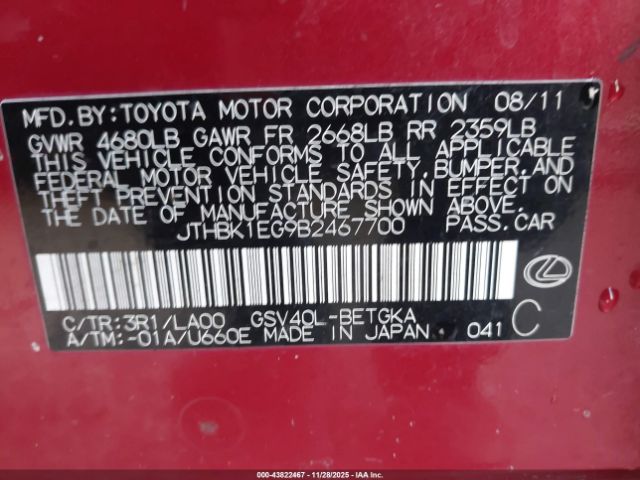 MFD.BY:TOYOTA MOTOR CORPORATION 08/11
GVWR 4680LB GAWR FR 2668LB RR 2359LB
THIS VEHICLE CONFORMS TO ALL APPLICABLE
FEDERAL MOTOR VEHICLE SAFETY,BUMPER,AND
THEFT PREVENTION STANDARDS IN EFFECT ON
THE DATE OF MANUFACTURE SHOWN ABOVE.
JTHBK1EG9B2467700 PASS.CAR
C/TR:3R1/LA00 GSV40L-BETGKA
A/TM:-01A/U660E MADE IN JAPAN 041 C
000-43822467 - 11/28/2025 - IAAI.COM